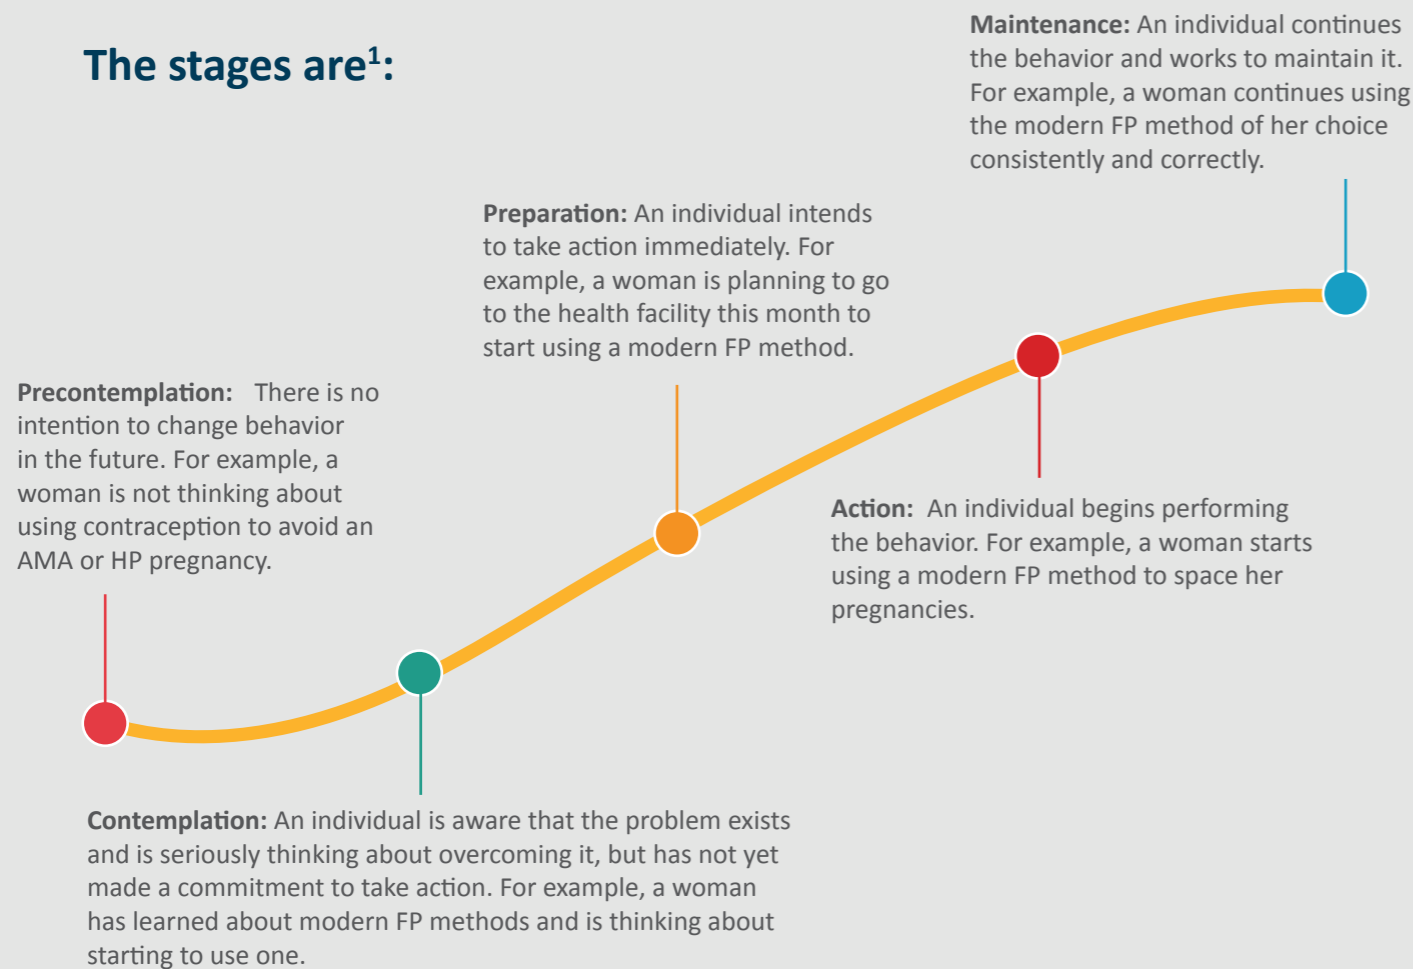 The stages are¹:
Precontemplation: There is no
intention to change behavior
in the future. For example, a
woman is not thinking about
using contraception to avoid an
AMA or HP pregnancy.
Contemplation: An individual is aware that the problem exists
and is seriously thinking about overcoming it, but has not yet
made a commitment to take action. For example, a woman
has learned about modern FP methods and is thinking about
starting to use one.
Preparation: An individual intends
to take action immediately. For
example, a woman is planning to go
to the health facility this month to
start using a modern FP method.
Action: An individual begins performing
the behavior. For example, a woman starts
using a modern FP method to space her
pregnancies.
Maintenance: An individual continues
the behavior and works to maintain it.
For example, a woman continues using
the modern FP method of her choice
consistently and correctly.